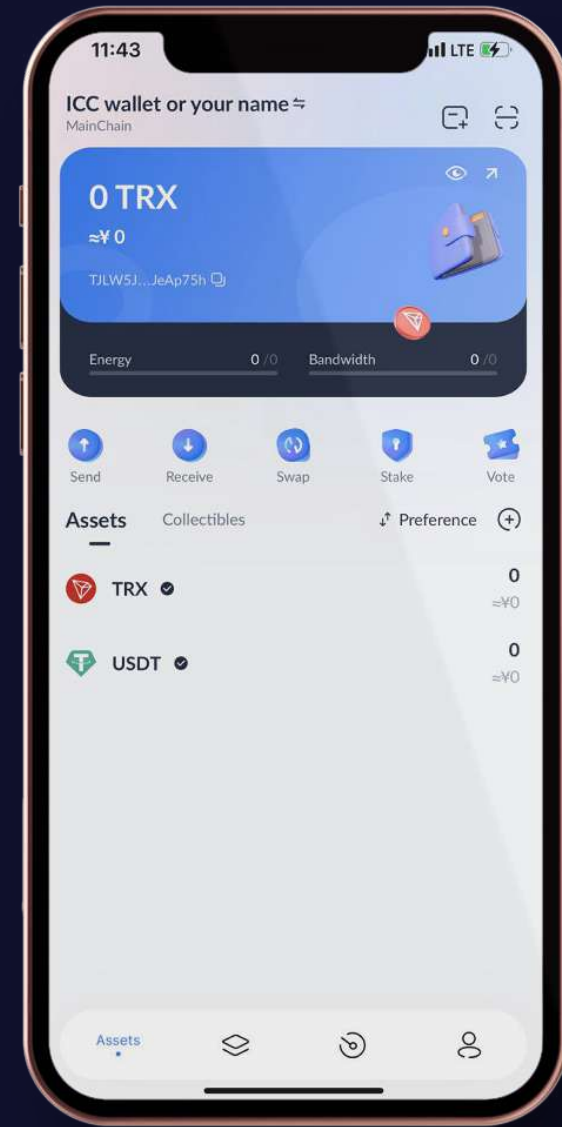 11:43 LTE
ICC wallet or your name
MainChain
0 TRX
≈¥ 0
TJLW5J...JeAp75h
Energy 0 /0 Bandwidth 0 /0
Send Receive Swap Stake Vote
Assets Collectibles Preference
TRX 0
≈¥0
USDT 0
≈¥0
Assets